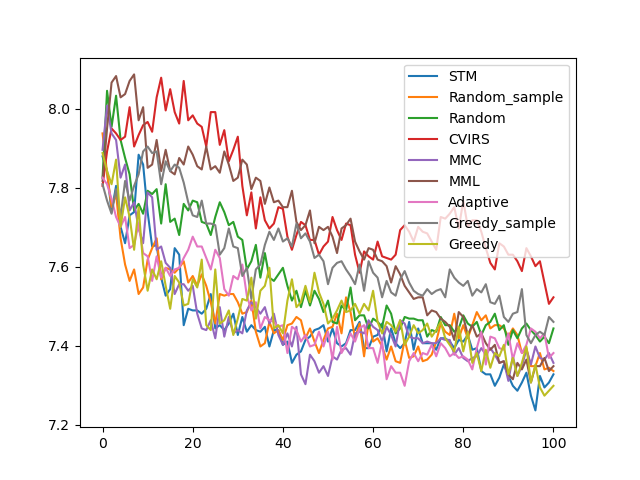 8.0
7.8
7.6
7.4
7.2
0
20
40
60
80
100
STM
Random_sample
Random
CVIRS
MMC
MML
Adaptive
Greedy_sample
Greedy